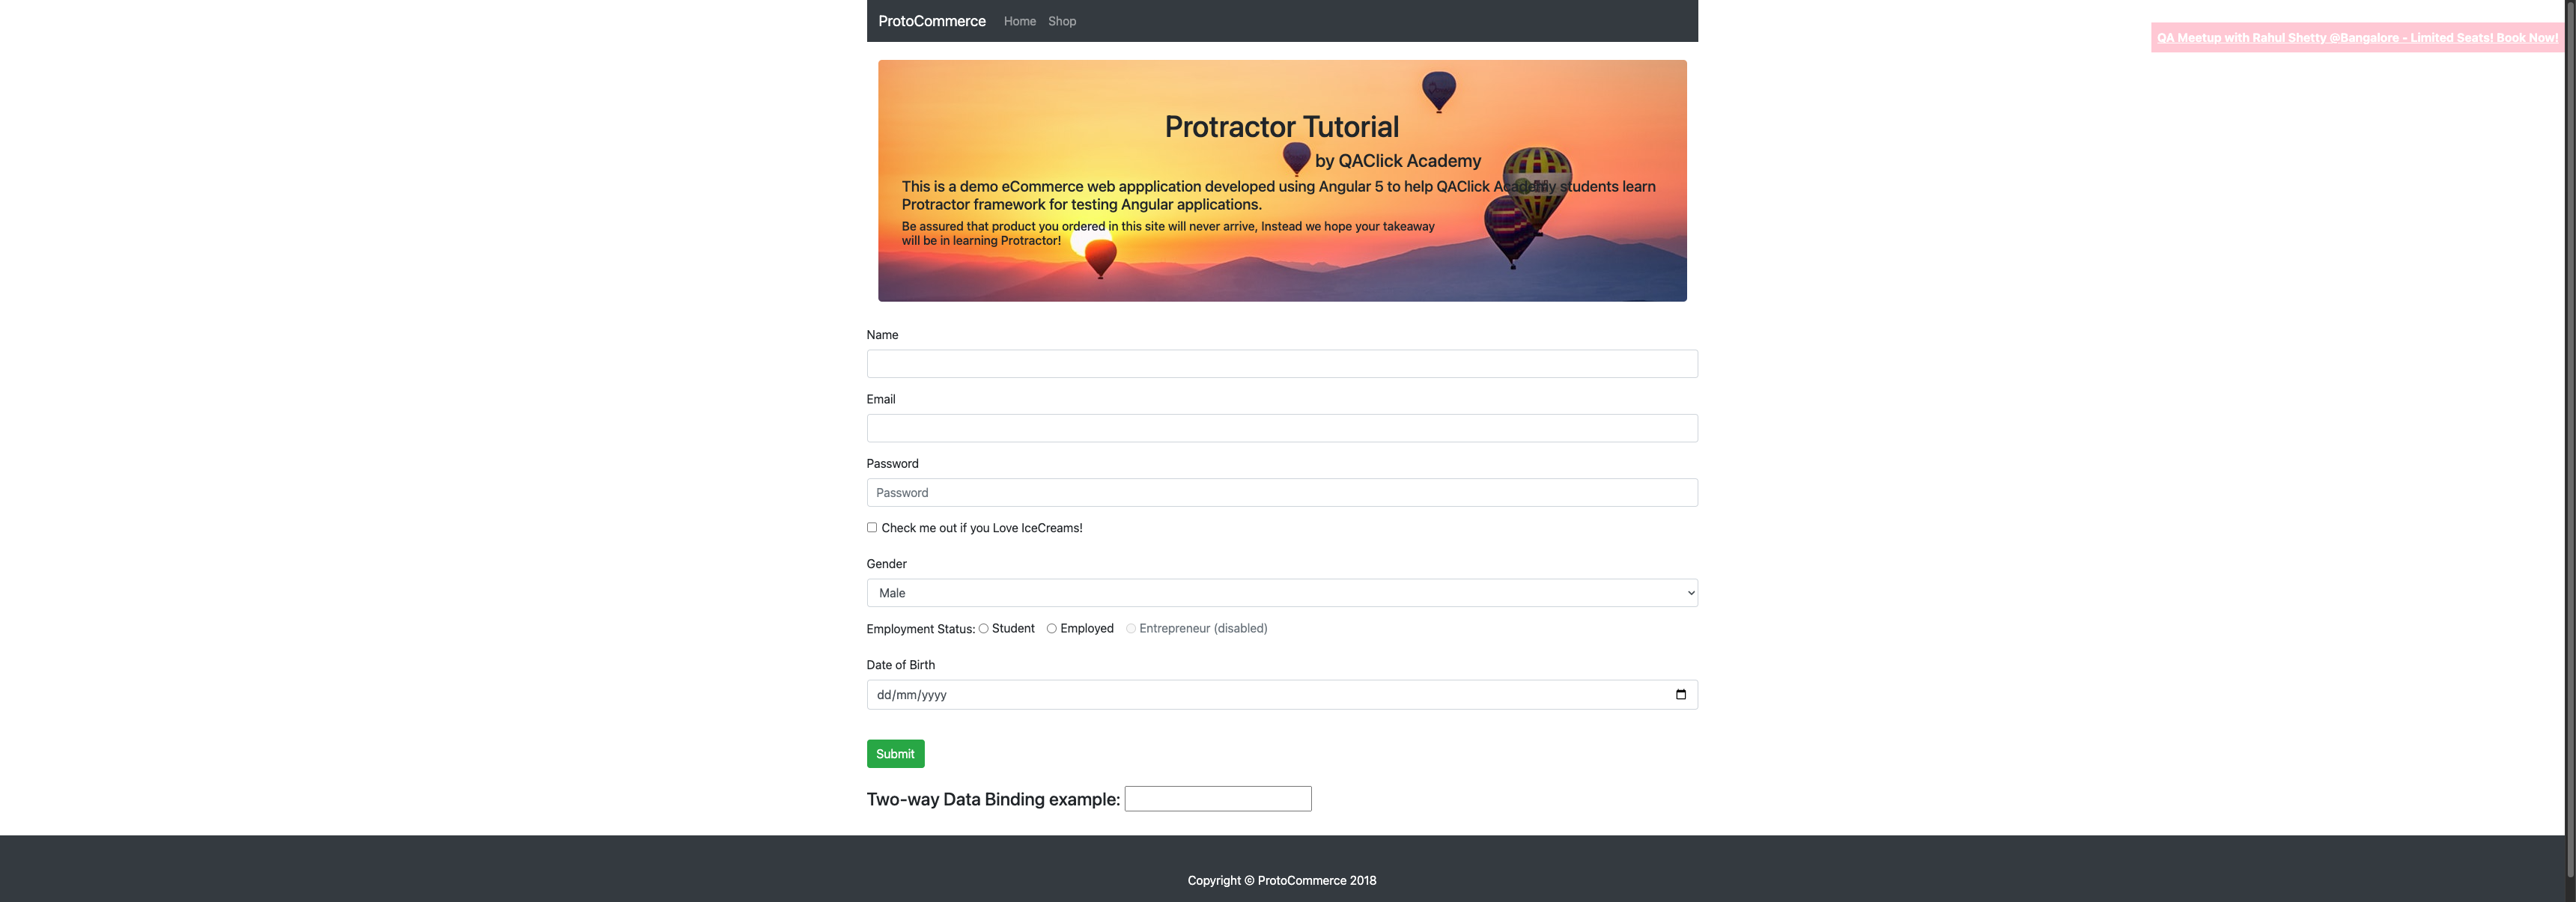 ProtoCommerce Home Shop
QA Meetup with Rahul Shetty @Bangalore - Limited Seats! Book Now!
Protractor Tutorial
by QAClick Academy
This is a demo eCommerce web appplication developed using Angular 5 to help QAClick Academy students learn
Protractor framework for testing Angular applications.
Be assured that product you ordered in this site will never arrive, Instead we hope your takeaway
will be in learning Protractor!
Name
Email
Password
Password
Check me out if you Love IceCreams!
Gender
Male
Employment Status: Student Employed Entrepreneur (disabled)
Date of Birth
dd/mm/yyyy
Submit
Two-way Data Binding example:
Copyright © ProtoCommerce 2018